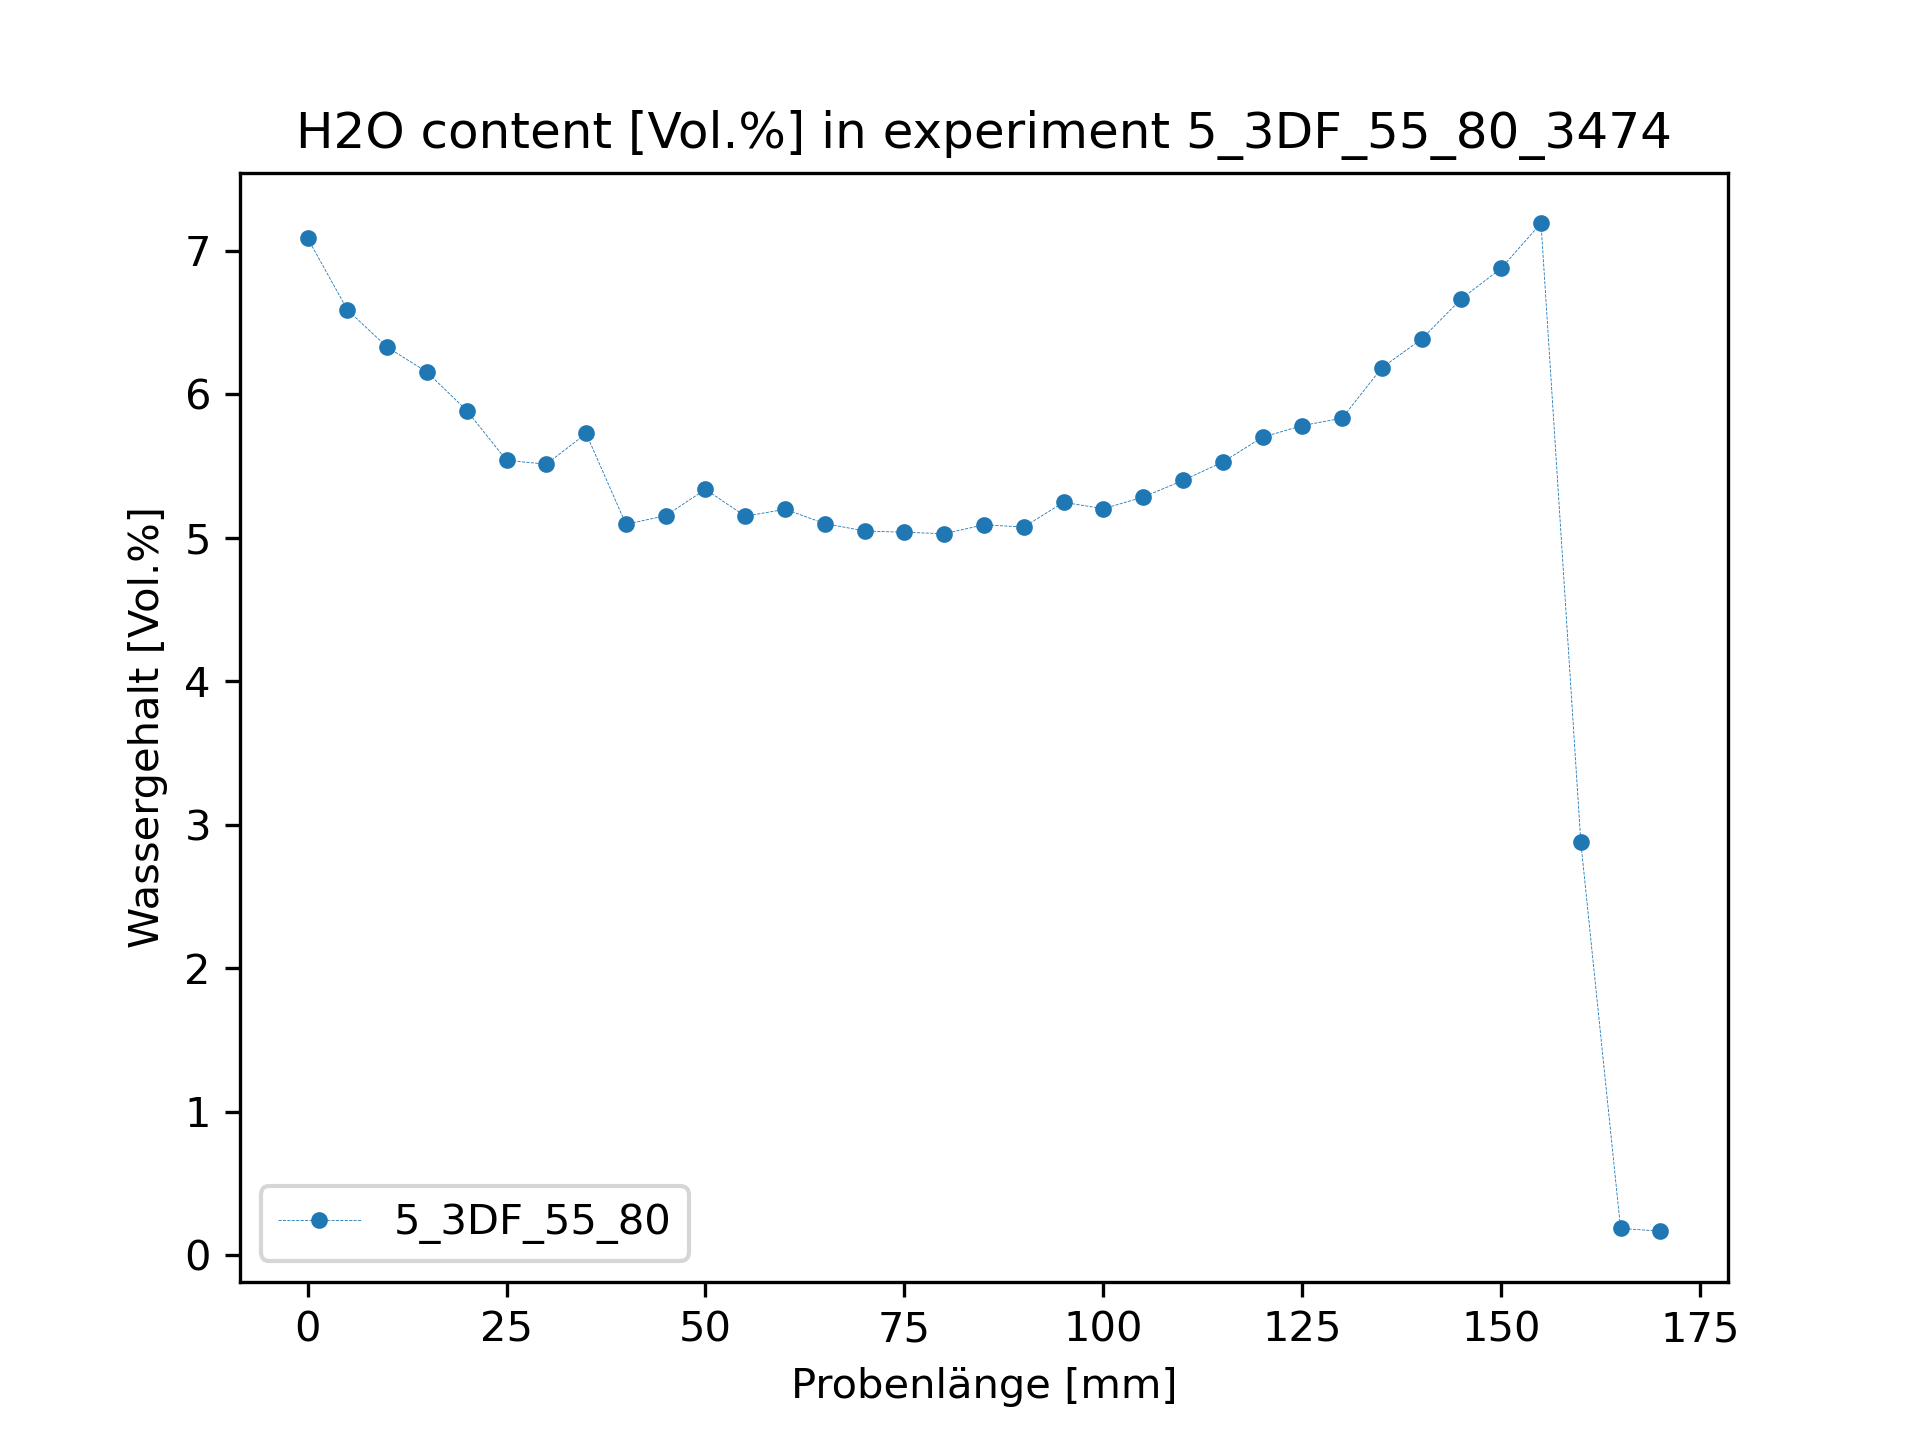 H2O content [Vol.%] in experiment 5_3DF_55_80_3474
Wassergehalt [Vol.%]
7
6
5
4
3
2
1
0
5_3DF_55_80
0 25 50 75 100 125 150 175
Probenlänge [mm]